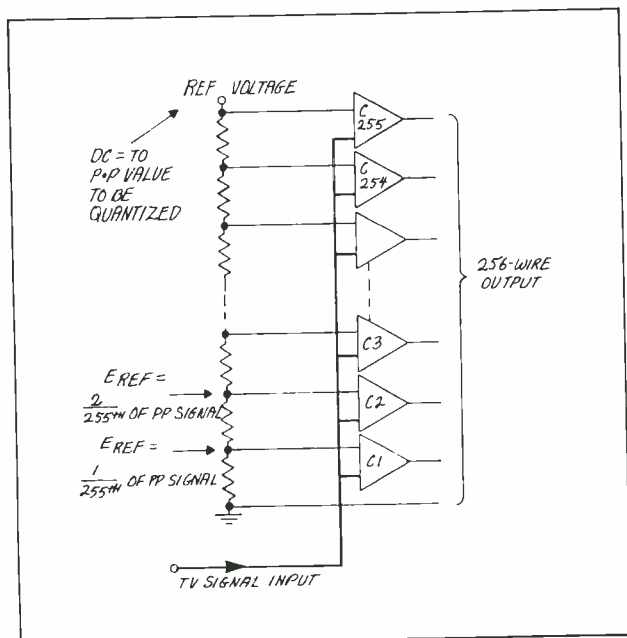 REF VOLTAGE
DC = TO
P•P VALUE
TO BE
QUANTIZED
C
255
C
254
256-WIRE
OUTPUT
C3
EREF =
2
255TH OF PP SIGNAL
C2
EREF =
1
255TH OF PP SIGNAL
C1
TV SIGNAL INPUT